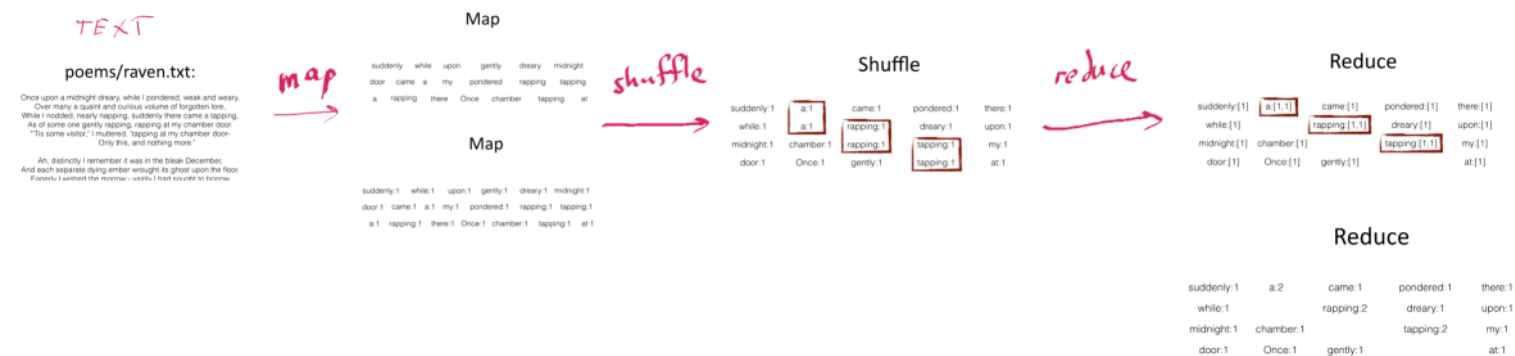 TEXT
poems/raven.txt:
Once upon a midnight dreary, while I pondered, weak and weary,
Over many a quaint and curious volume of forgotten lore,
While I nodded, nearly napping, suddenly there came a tapping,
As of some one gently rapping, rapping at my chamber door.
"'Tis some visitor," I muttered, "tapping at my chamber door-
Only this, and nothing more."
Ah, distinctly I remember it was in the bleak December,
And each separate dying ember wrought its ghost upon the floor.
Eagerly I wished the morrow - vainly I had sought to borrow
map
Map
suddenly while upon gently dreary midnight
door came a my pondered rapping tapping
a rapping there Once chamber tapping at
Map
suddenly:1 while:1 upon:1 gently:1 dreary:1 midnight:1
door:1 came:1 a:1 my:1 pondered:1 rapping:1 tapping:1
a:1 rapping:1 there:1 Once:1 chamber:1 tapping:1 at:1
shuffle
Shuffle
suddenly:1 a:1 came:1 pondered:1 there:1
while:1 a:1 rapping:1 dreary:1 upon:1
midnight:1 chamber:1 rapping:1 tapping:1 my:1
door:1 Once:1 gently:1 tapping:1 at:1
reduce
Reduce
suddenly:[1] a:[1,1] came:[1] pondered:[1] there:[1]
while:[1] rapping:[1,1] dreary:[1] upon:[1]
midnight:[1] chamber:[1] tapping:[1,1] my:[1]
door:[1] Once:[1] gently:[1] at:[1]
Reduce
suddenly:1 a:2 came:1 pondered:1 there:1
while:1 rapping:2 dreary:1 upon:1
midnight:1 chamber:1 tapping:2 my:1
door:1 Once:1 gently:1 at:1